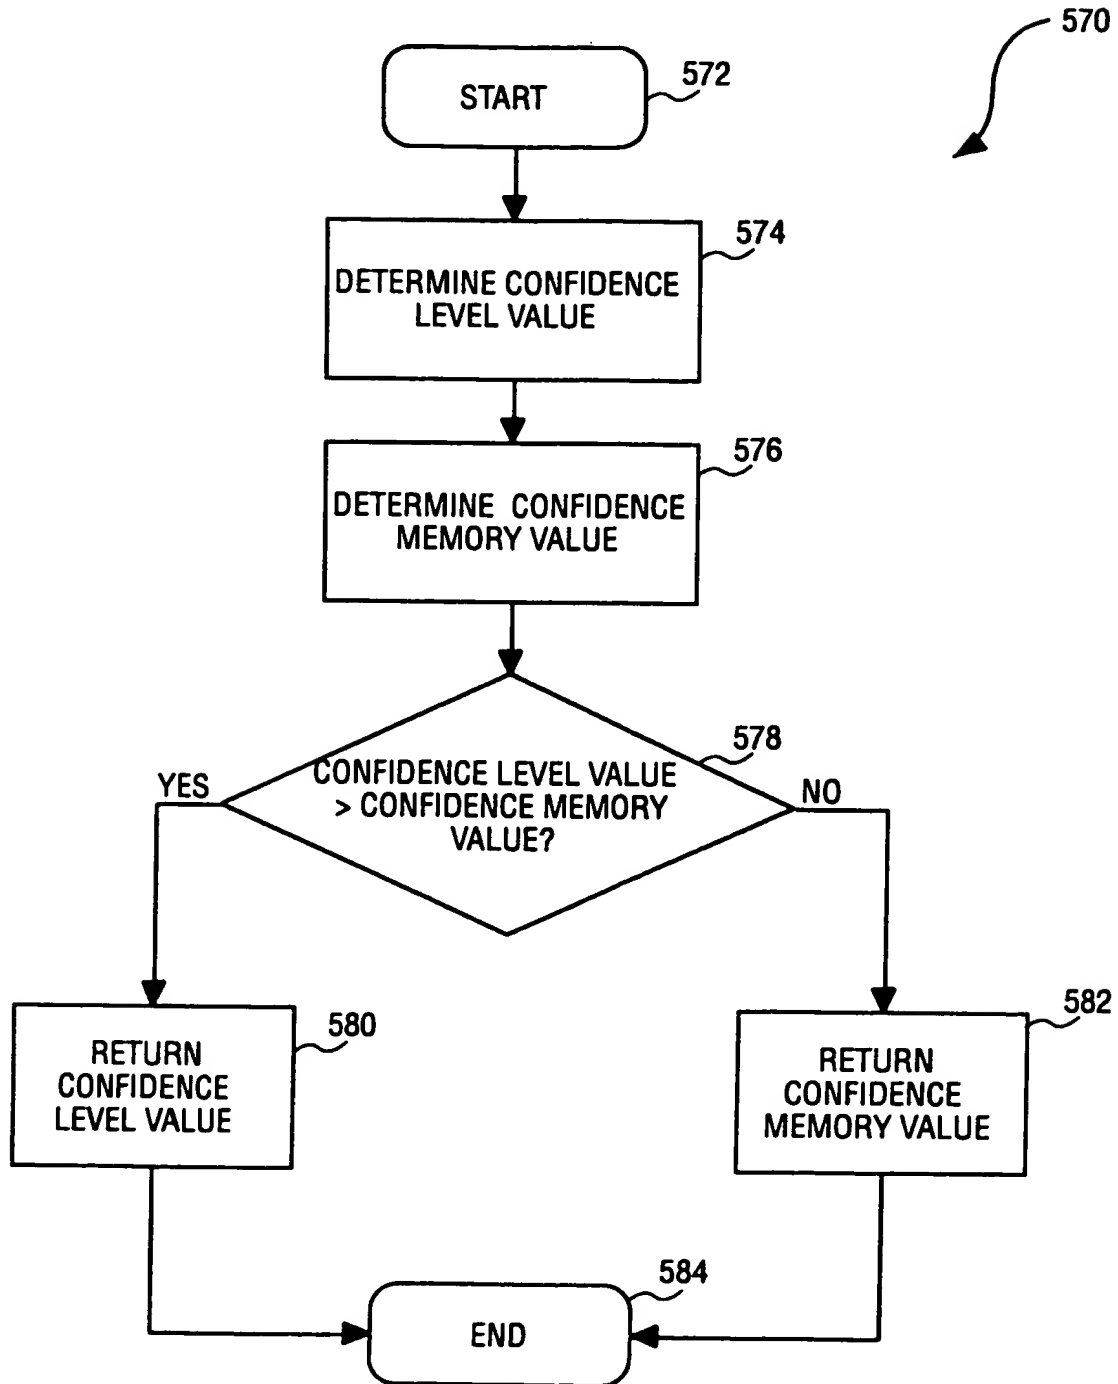 570
START
572
574
DETERMINE CONFIDENCE
LEVEL VALUE
576
DETERMINE CONFIDENCE
MEMORY VALUE
578
CONFIDENCE LEVEL VALUE
> CONFIDENCE MEMORY
VALUE?
YES
NO
580
RETURN
CONFIDENCE
LEVEL VALUE
582
RETURN
CONFIDENCE
MEMORY VALUE
584
END